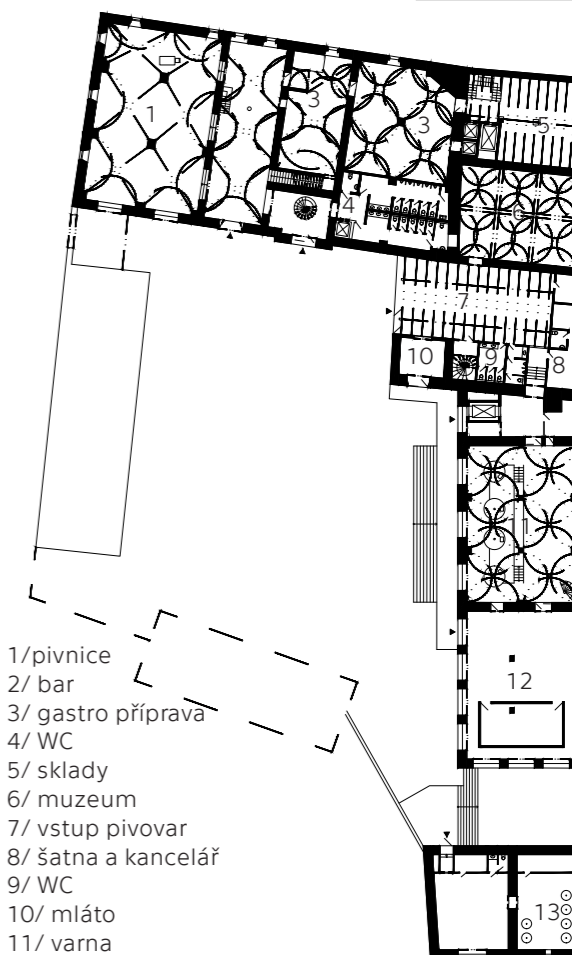 1
3
3
5
4
6
7
10
9
8
11
12
13
1/pivnice
2/ bar
3/ gastro příprava
4/ WC
5/ sklady
6/ muzeum
7/ vstup pivovar
8/ šatna a kancelář
9/ WC
10/ mláto
11/ varna